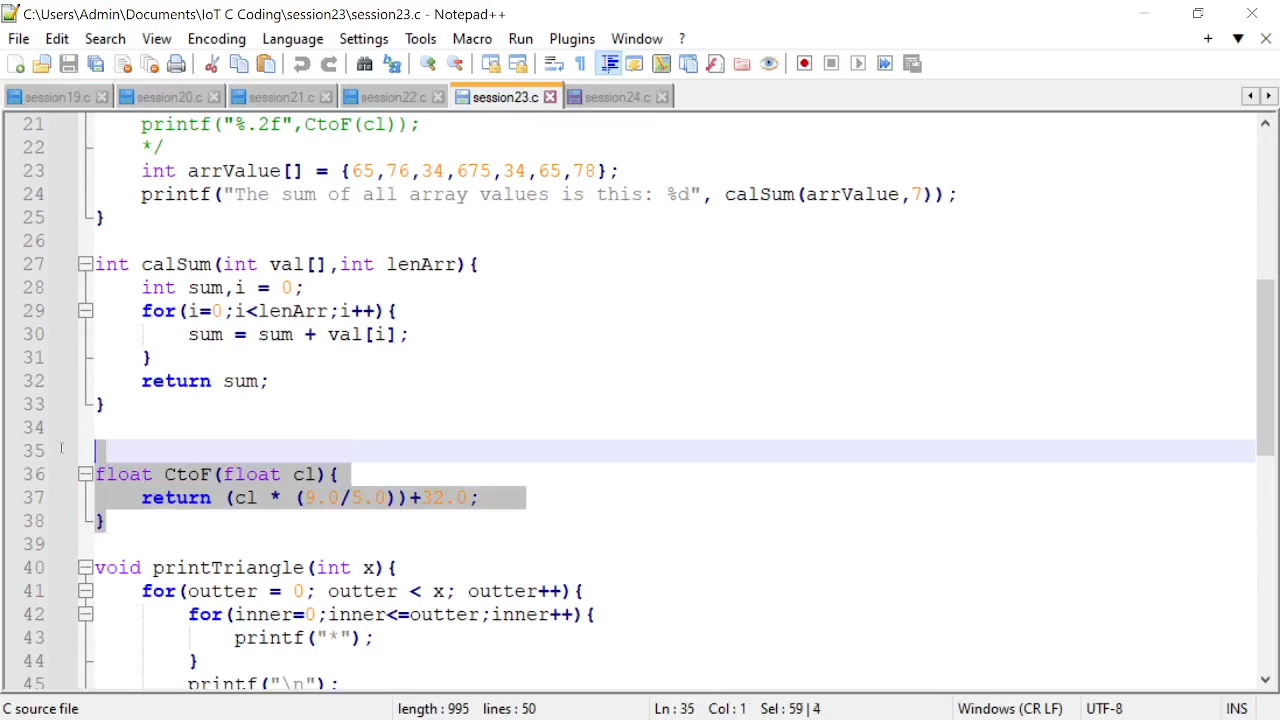 C:\Users\Admin\Documents\IoT C Coding\session23\session23.c - Notepad++
File Edit Search View Encoding Language Settings Tools Macro Run Plugins Window ?
session19.c session20.c session21.c session22.c session23.c session24.c
21 printf("%.2f",CtoF(cl));
22 */
23 int arrValue[] = {65,76,34,675,34,65,78};
24 printf("The sum of all array values is this: %d", calSum(arrValue,7));
25 }
26
27 int calSum(int val[],int lenArr){
28 int sum,i = 0;
29 for(i=0;i<lenArr;i++){
30 sum = sum + val[i];
31 }
32 return sum;
33 }
34
35
36 float CtoF(float cl){
37 return (cl * (9.0/5.0))+32.0;
38 }
39
40 void printTriangle(int x){
41 for(outter = 0; outter < x; outter++){
42 for(inner=0;inner<=outter;inner++){
43 printf("*");
44 }
45 printf("\n");
C source file length : 995 lines : 50 Ln : 35 Col : 1 Sel : 59 | 4 Windows (CR LF) UTF-8 INS